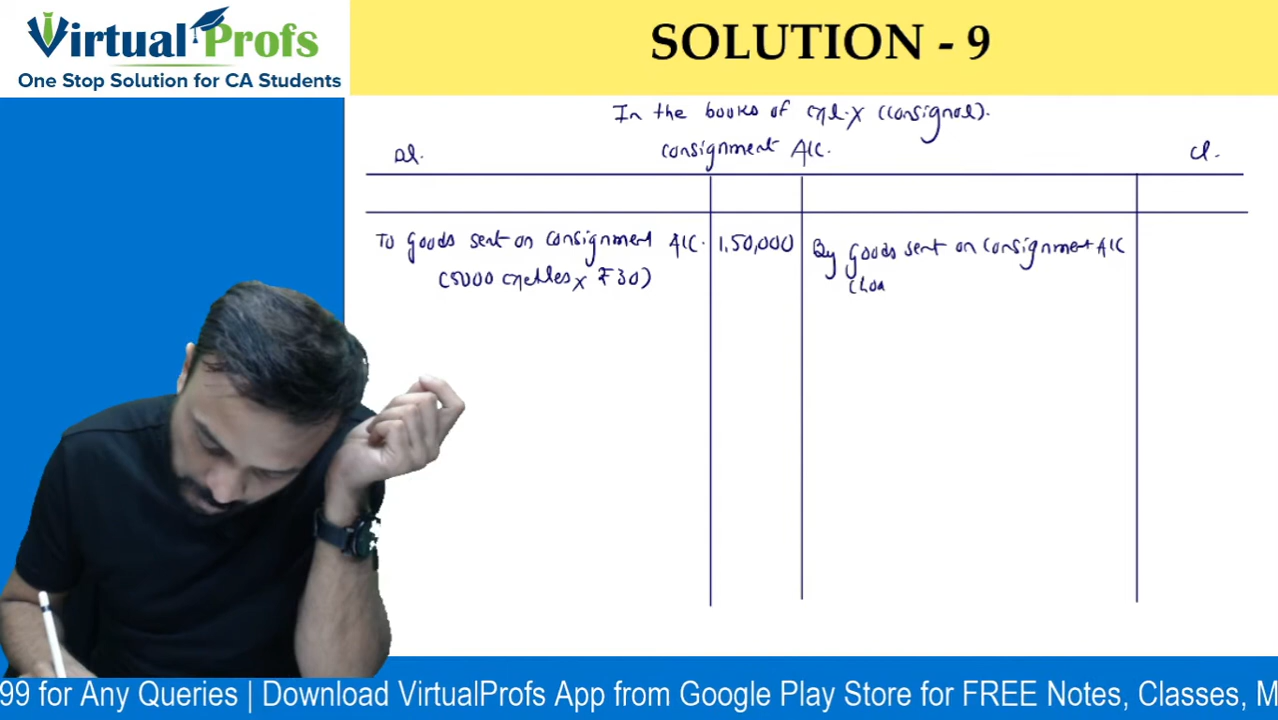 Virtual Profs
One Stop Solution for CA Students
SOLUTION - 9
In the books of X (Consignor).
Consignment A/c.
Dr. Cr.
To Goods sent on Consignment A/c. 1,50,000 By Goods sent on Consignment A/C
(5000 x ₹30) (Loa
99 for Any Queries | Download VirtualProfs App from Google Play Store for FREE Notes, Classes, M